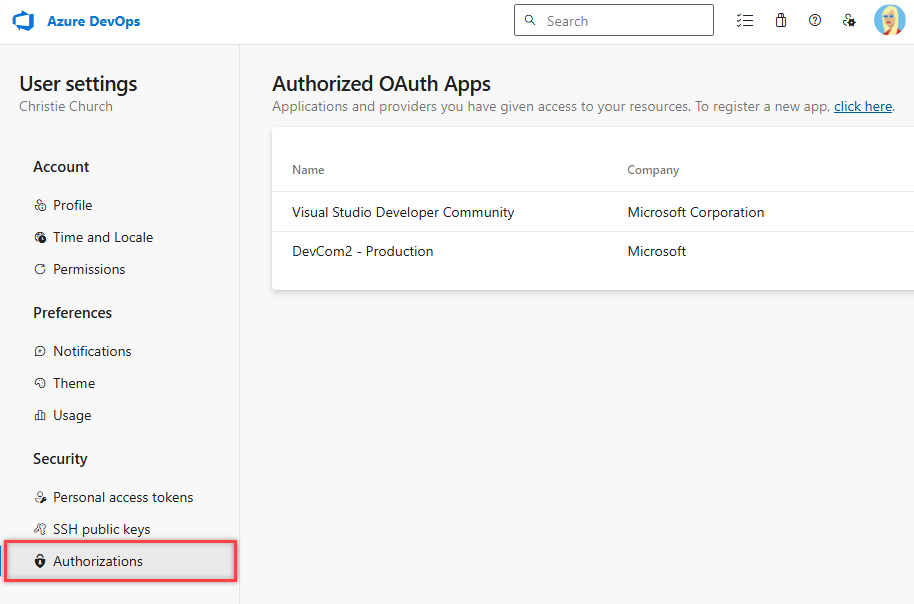 Azure DevOps
Search
User settings
Christie Church
Account
Profile
Time and Locale
Permissions
Preferences
Notifications
Theme
Usage
Security
Personal access tokens
SSH public keys
Authorizations
Authorized OAuth Apps
Applications and providers you have given access to your resources. To register a new app, click here.
Name Company
Visual Studio Developer Community Microsoft Corporation
DevCom2 - Production Microsoft